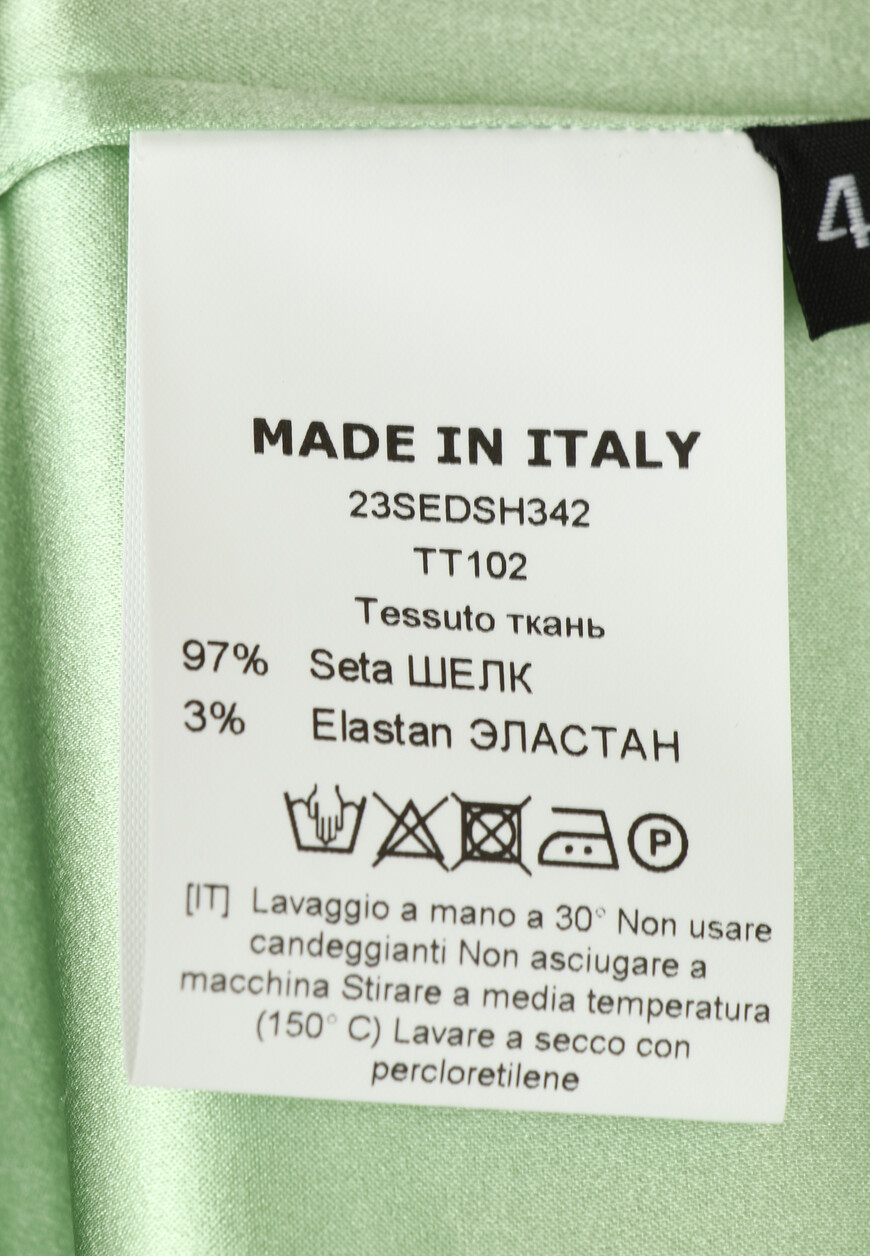 4
MADE IN ITALY
23SEDSH342
TT102
Tessuto ткань
97% Seta ШЕЛК
3% Elastan ЭЛАСТАН
P
[IT] Lavaggio a mano a 30° Non usare
candeggianti Non asciugare a
macchina Stirare a media temperatura
(150° C) Lavare a secco con
percloretilene